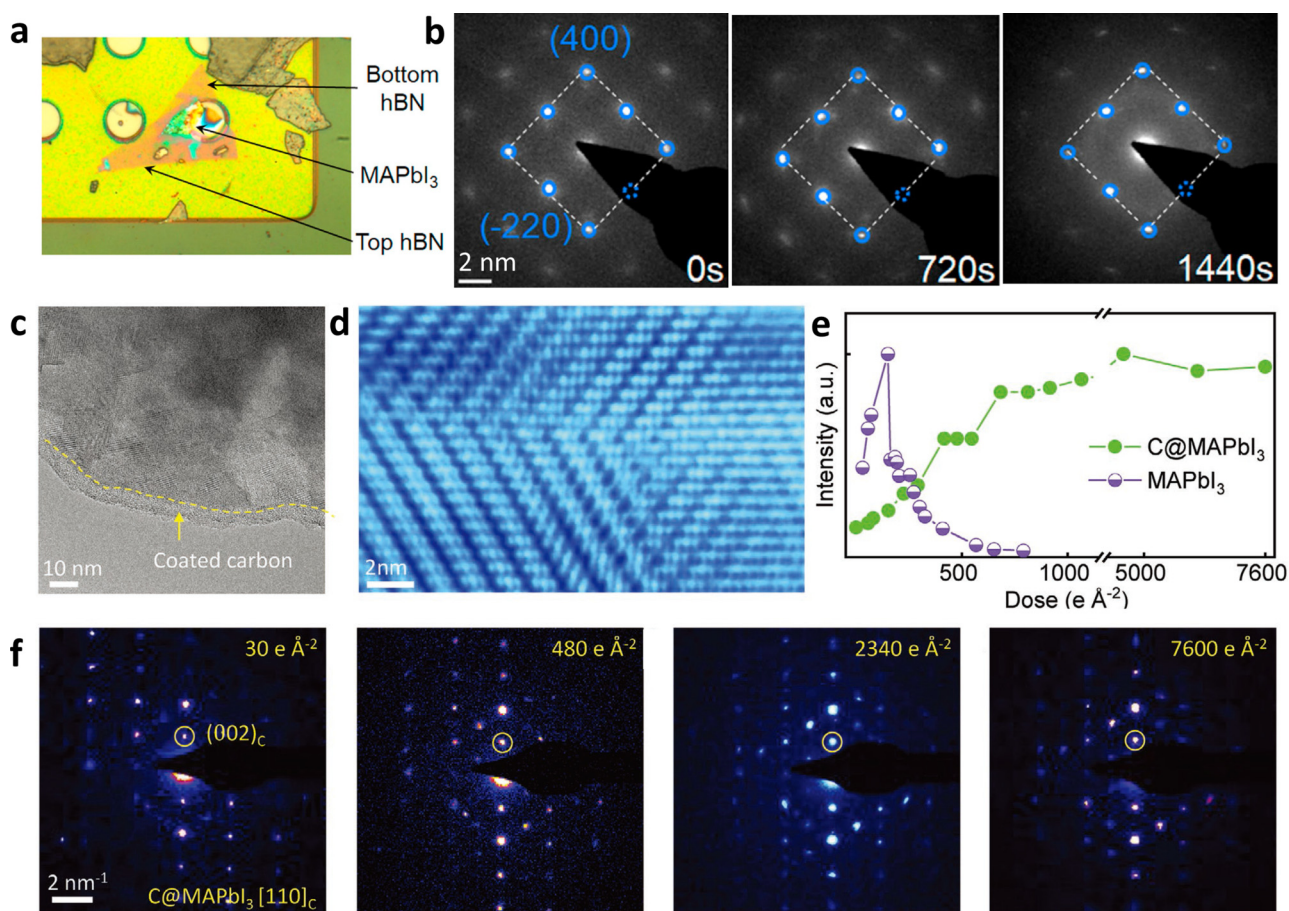 a
Bottom
hBN
MAPbI₃
Top hBN
b
(400)
(-220)
2 nm
0s
720s
1440s
c
Coated carbon
10 nm
d
2nm
e
Intensity (a.u.)
C@MAPbI₃
MAPbI₃
500
1000
5000
7600
Dose (e Å⁻²)
f
30 e Å⁻²
(002)C
2 nm⁻¹
C@MAPbI₃ [110]C
480 e Å⁻²
2340 e Å⁻²
7600 e Å⁻²